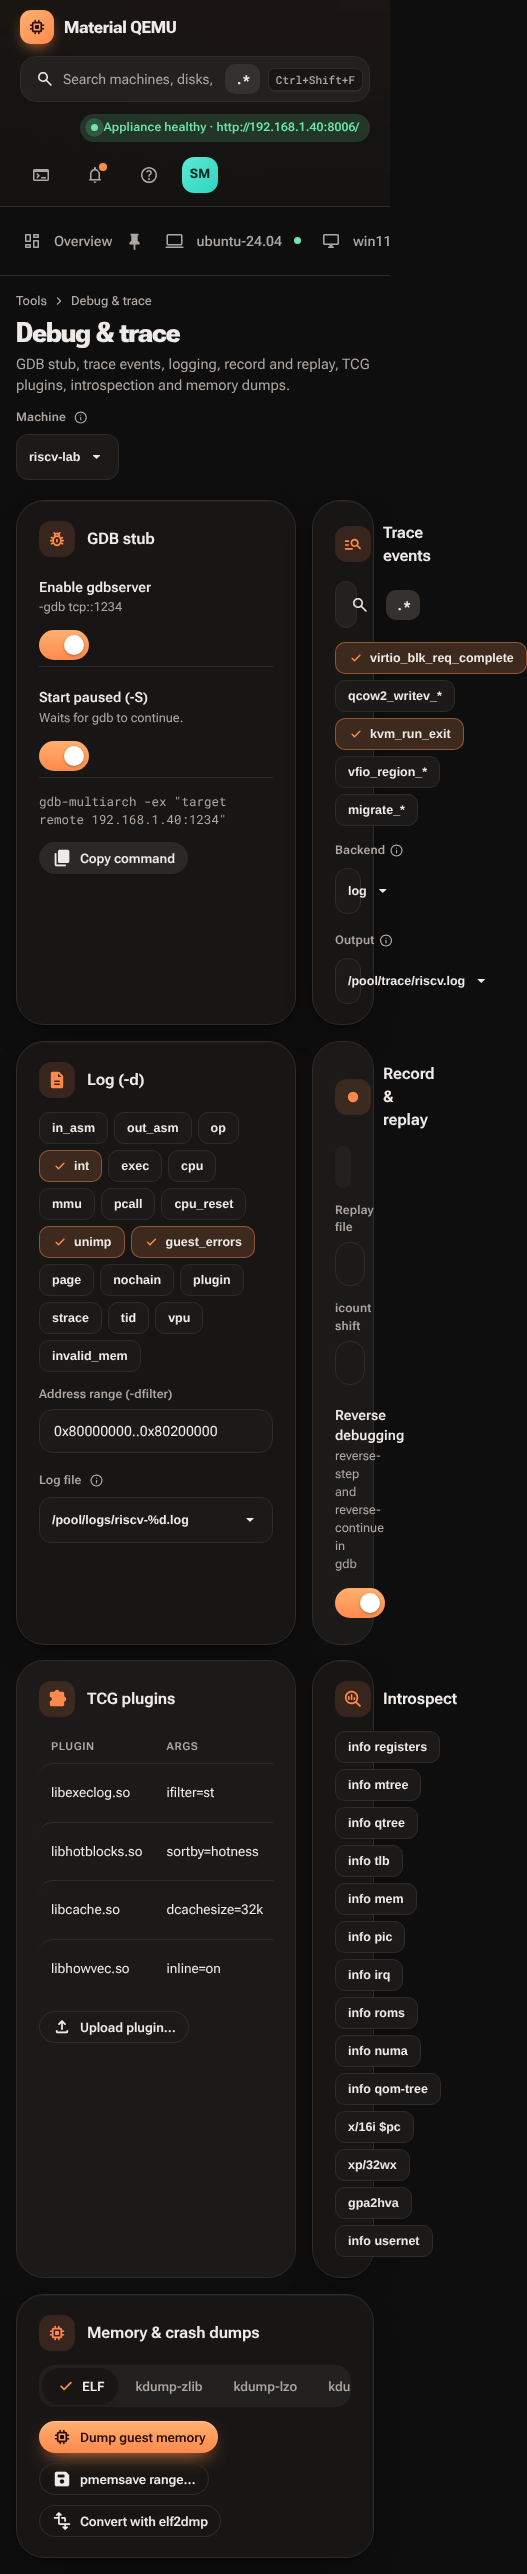 Material QEMU
Search machines, disks, .* Ctrl+Shift+F
Appliance healthy · http://192.168.1.40:8006/
SM
Overview ubuntu-24.04 win11
Tools > Debug & trace
Debug & trace
GDB stub, trace events, logging, record and replay, TCG
plugins, introspection and memory dumps.
Machine
riscv-lab
GDB stub
Enable gdbserver
-gdb tcp::1234
Start paused (-S)
Waits for gdb to continue.
gdb-multiarch -ex "target
remote 192.168.1.40:1234"
Copy command
Trace
events
.*
virtio_blk_req_complete
qcow2_writev_*
kvm_run_exit
vfio_region_*
migrate_*
Backend
log
Output
/pool/trace/riscv.log
Log (-d)
in_asm out_asm op
int exec cpu
mmu pcall cpu_reset
unimp guest_errors
page nochain plugin
strace tid vpu
invalid_mem
Address range (-dfilter)
0x80000000..0x80200000
Log file
/pool/logs/riscv-%d.log
Record
&
replay
Replay
file
icount
shift
Reverse
debugging
reverse-
step
and
reverse-
continue
in
gdb
TCG plugins
PLUGIN ARGS
libexeclog.so ifilter=st
libhotblocks.so sortby=hotness
libcache.so dcachesize=32k
libhowvec.so inline=on
Upload plugin...
Introspect
info registers
info mtree
info qtree
info tlb
info mem
info pic
info irq
info roms
info numa
info qom-tree
x/16i $pc
xp/32wx
gpa2hva
info usernet
Memory & crash dumps
ELF kdump-zlib kdump-lzo kdu
Dump guest memory
pmemsave range...
Convert with elf2dmp